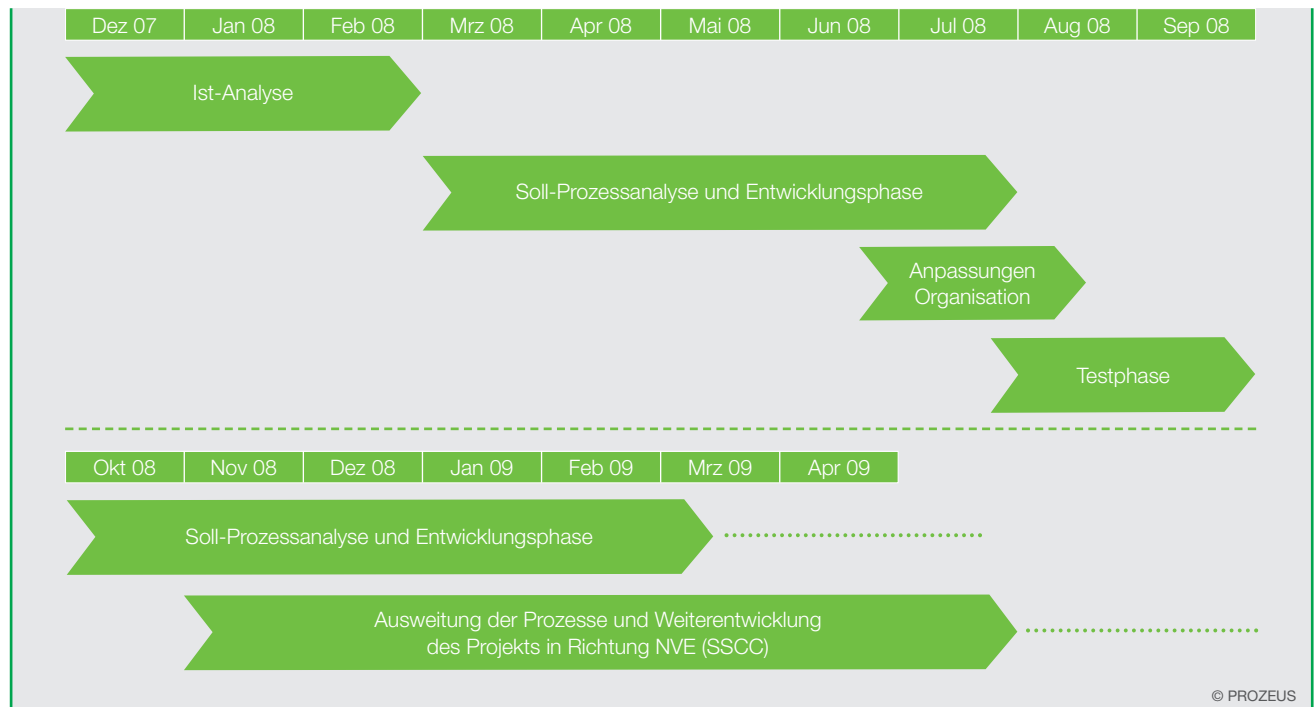 Dez 07 Jan 08 Feb 08 Mrz 08 Apr 08 Mai 08 Jun 08 Jul 08 Aug 08 Sep 08
Ist-Analyse
Soll-Prozessanalyse und Entwicklungsphase
Anpassungen
Organisation
Testphase
Okt 08 Nov 08 Dez 08 Jan 09 Feb 09 Mrz 09 Apr 09
Soll-Prozessanalyse und Entwicklungsphase
Ausweitung der Prozesse und Weiterentwicklung
des Projekts in Richtung NVE (SSCC)
© PROZEUS